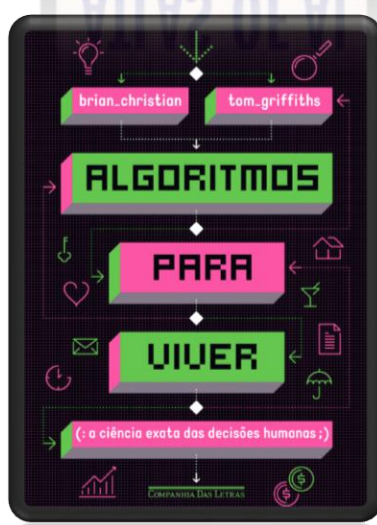 brian_christian
tom_griffiths
ALGORITMOS
PARA
VIVER
(: a ciência exata das decisões humanas ;)
COMPANHIA DAS LETRAS